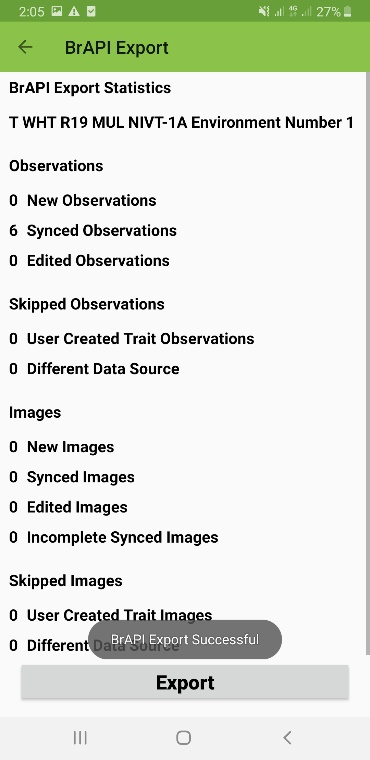 2:05 4G 27%
BrAPI Export
BrAPI Export Statistics
T WHT R19 MUL NIVT-1A Environment Number 1
Observations
0 New Observations
6 Synced Observations
0 Edited Observations
Skipped Observations
0 User Created Trait Observations
0 Different Data Source
Images
0 New Images
0 Synced Images
0 Edited Images
0 Incomplete Synced Images
Skipped Images
0 User Created Trait Images
0 Different Data Source
BrAPI Export Successful
Export